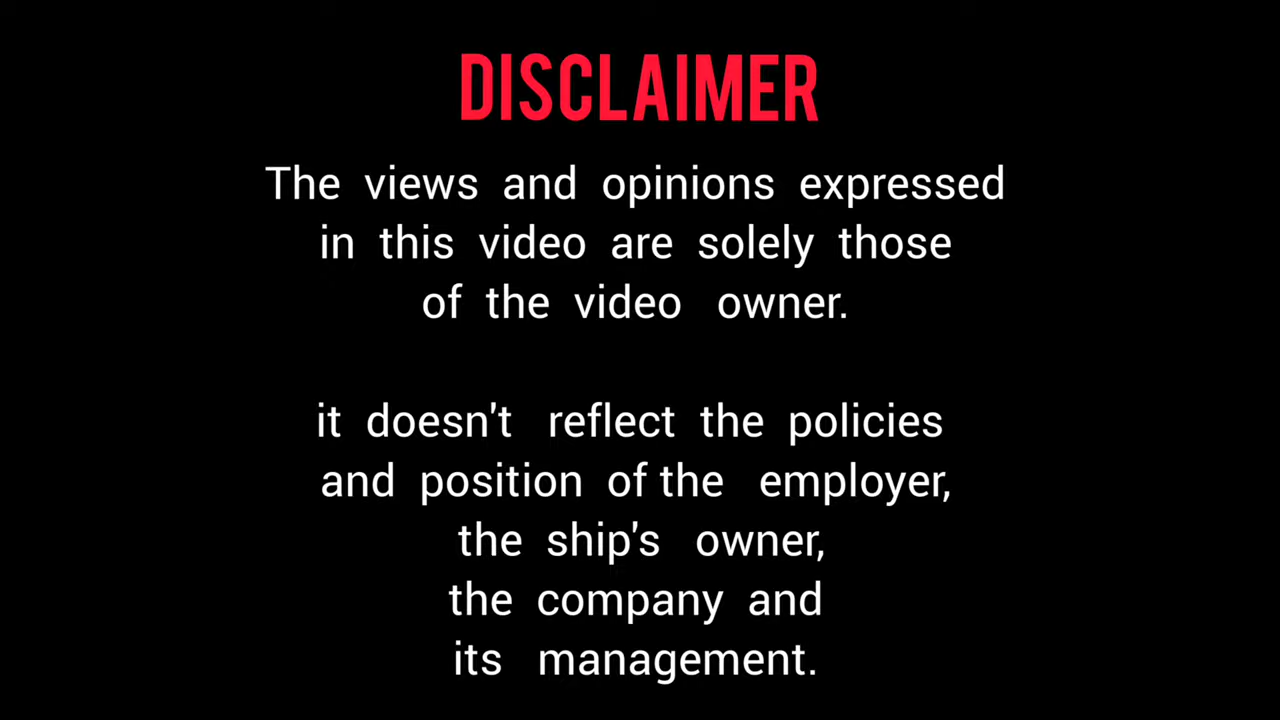 DISCLAIMER
The views and opinions expressed
in this video are solely those
of the video owner.
it doesn't reflect the policies
and position of the employer,
the ship's owner,
the company and
its management.